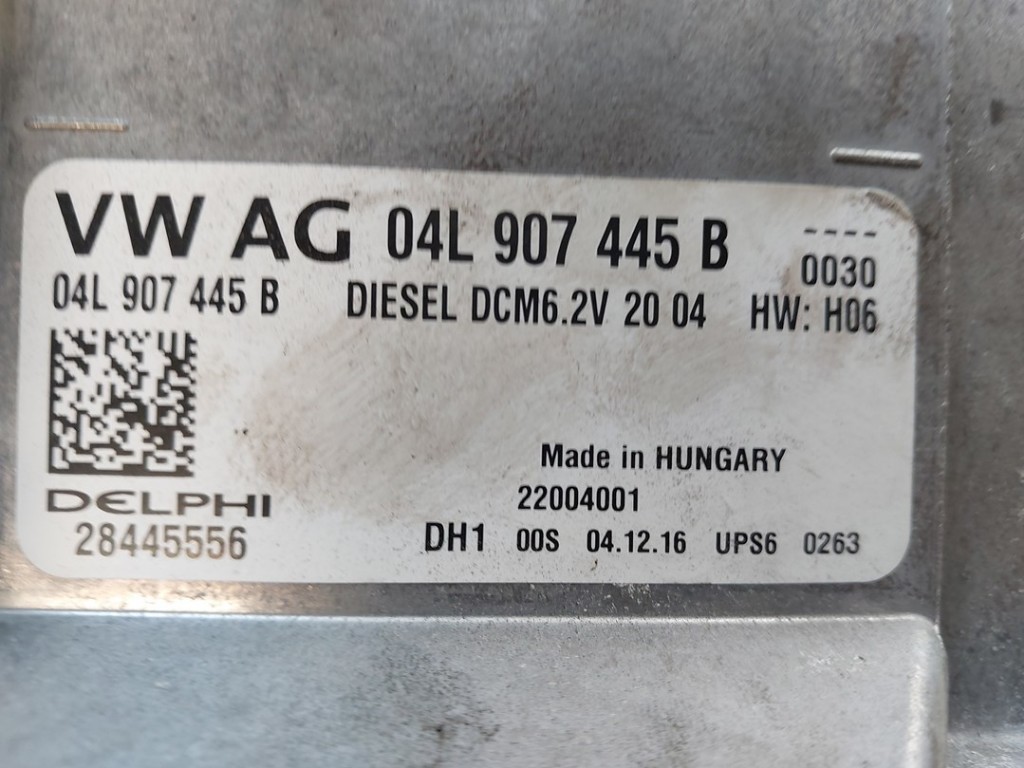 VW AG 04L 907 445 B ----
0030
04L 907 445 B DIESEL DCM6.2V 20 04 HW: H06
Made in HUNGARY
DELPHI 22004001
28445556 DH1 00S 04.12.16 UPS6 0263